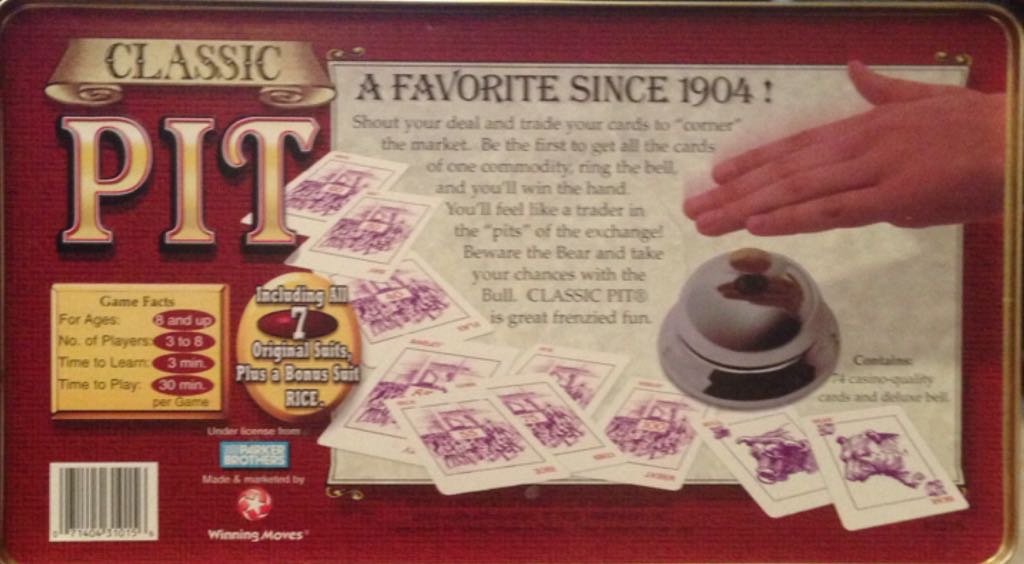 CLASSIC
PIT
A FAVORITE SINCE 1904 !
Shout your deal and trade your cards to "corner"
the market. Be the first to get all the cards
of one commodity, ring the bell,
and you'll win the hand.
You'll feel like a trader in
the "pits" of the exchange!
Beware the Bear and take
your chances with the
Bull. CLASSIC PIT®
is great frenzied fun.
Game Facts
For Ages: 8 and up
No. of Players: 3 to 8
Time to Learn: 3 min.
Time to Play: 30 min.
per Game
Including All
7
Original Suits,
Plus a Bonus Suit
RICE.
Contains:
74 casino-quality
cards and deluxe bell.
Under license from
PARKER
BROTHERS
Made & marketed by
Winning Moves®
0 71404 31015 6